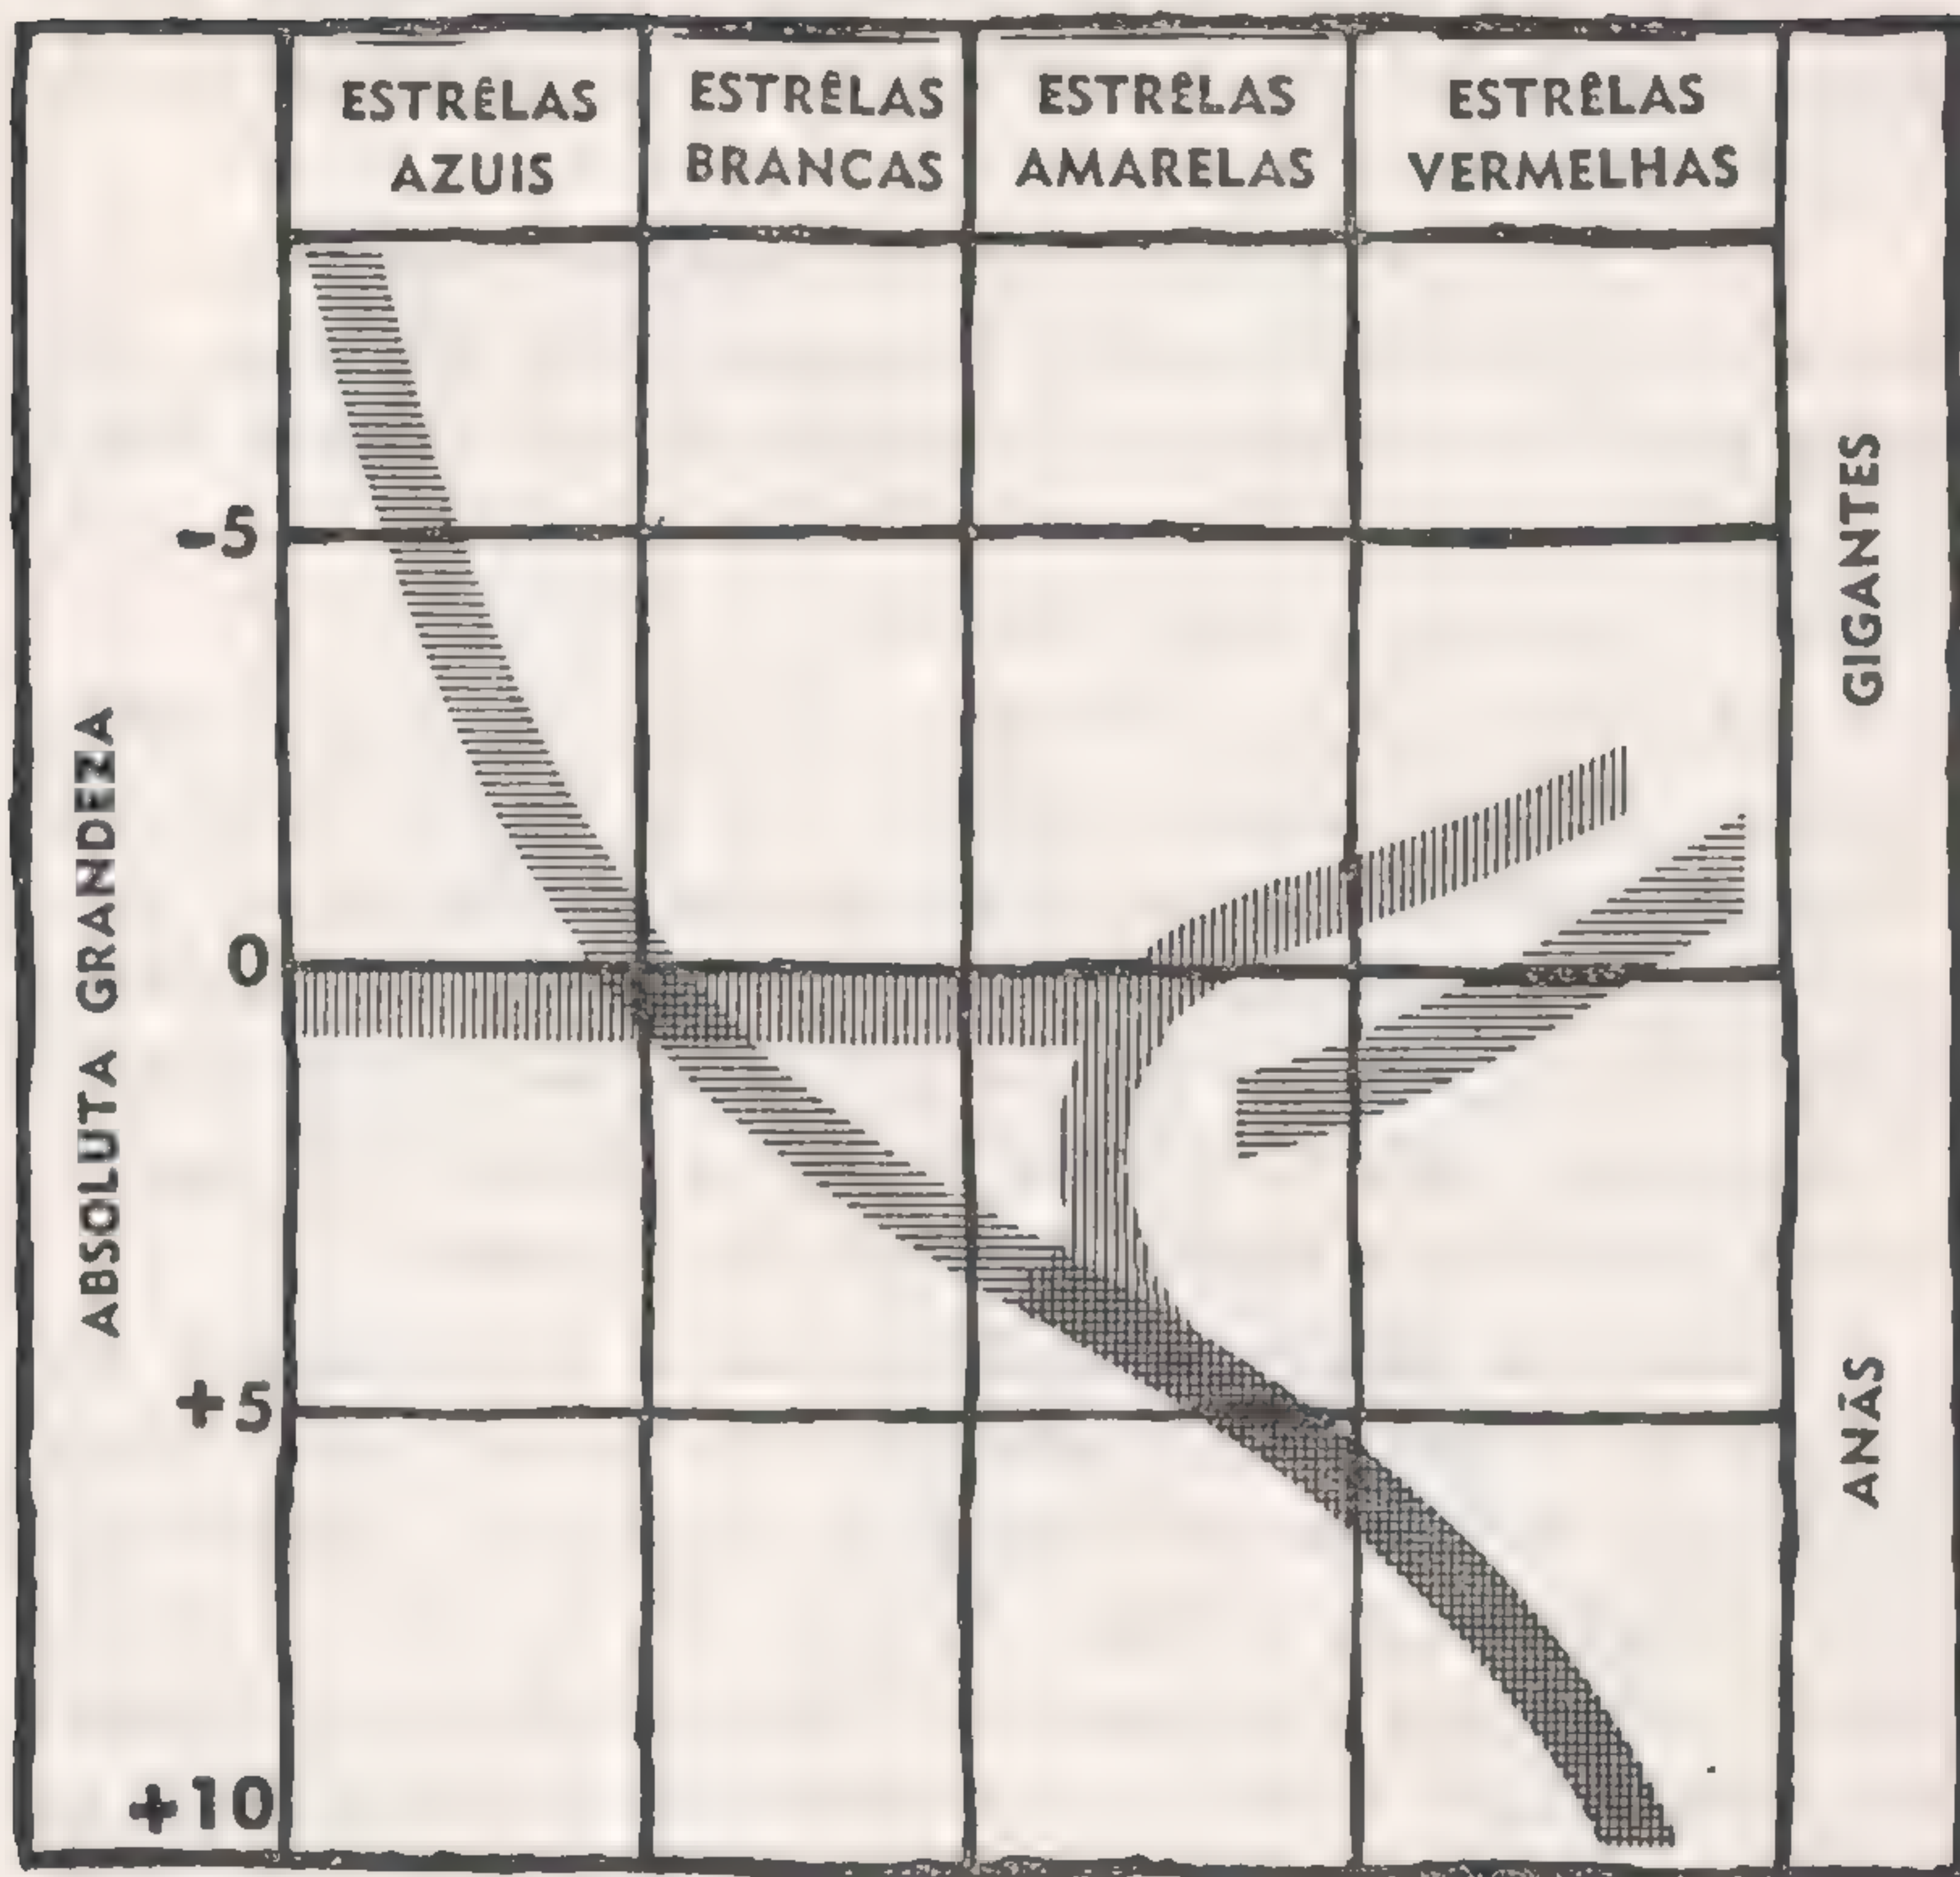 ESTRÊLAS
AZUIS
ESTRÊLAS
BRANCAS
ESTRÊLAS
AMARELAS
ESTRÊLAS
VERMELHAS
ABSOLUTA GRANDEZA
-5
0
+5
+10
GIGANTES
ANÃS